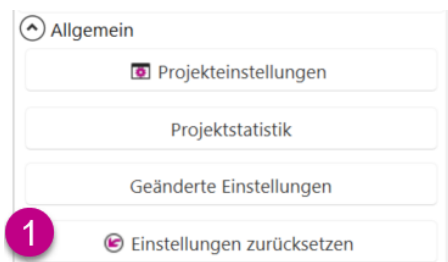 Allgemein
Projekteinstellungen
Projektstatistik
Geänderte Einstellungen
1
Einstellungen zurücksetzen